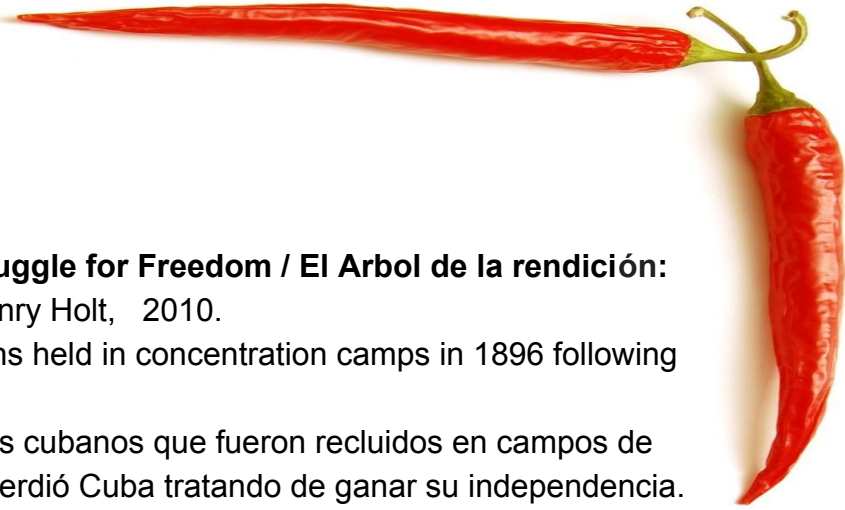 uggle for Freedom / El Arbol de la rendición:
nry Holt, 2010.
ns held in concentration camps in 1896 following
s cubanos que fueron recluidos en campos de
erdió Cuba tratando de ganar su independencia.